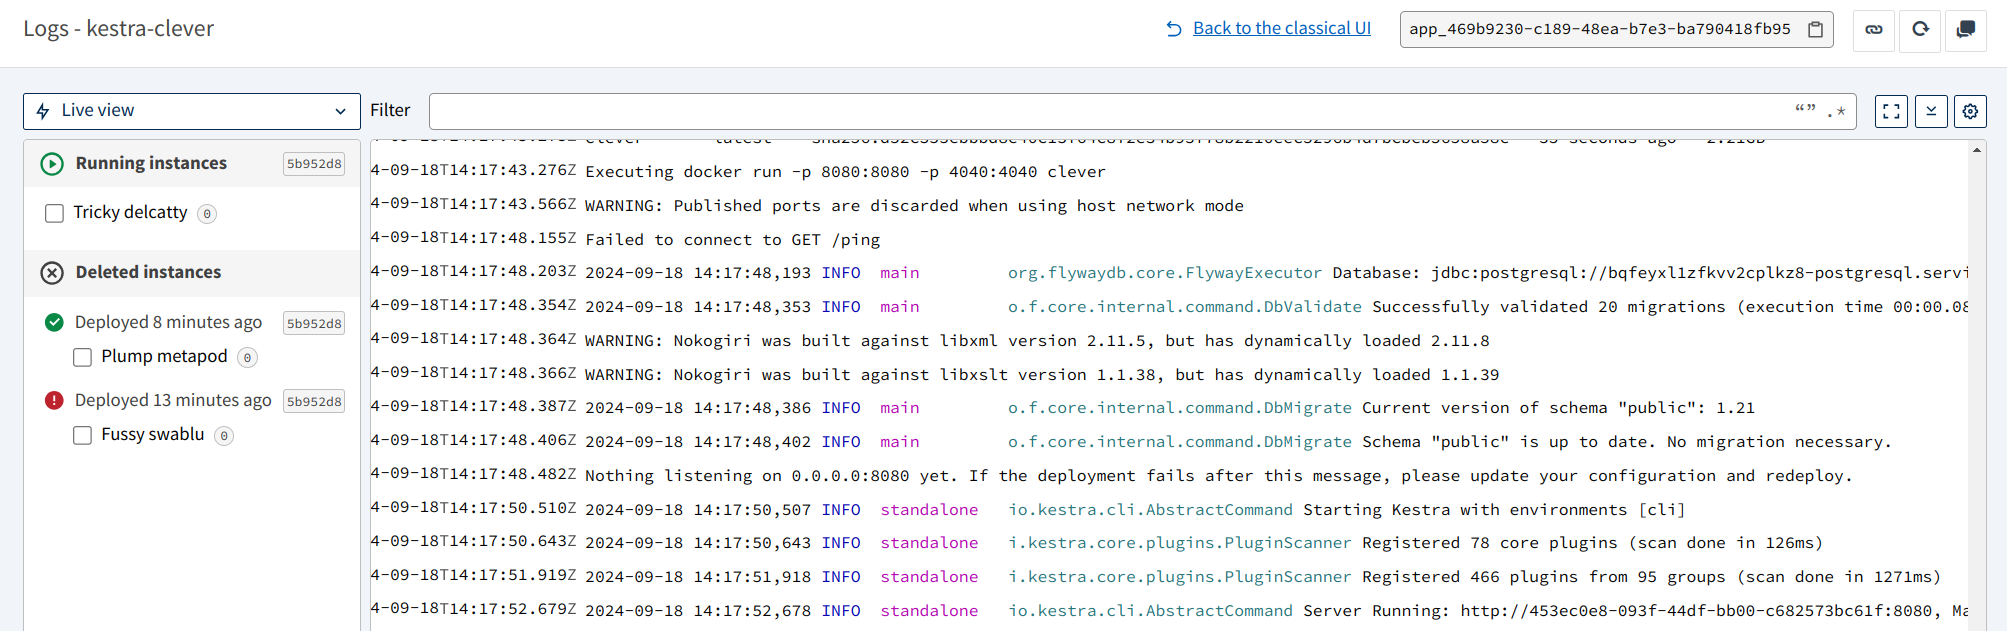 Logs - kestra-clever
Back to the classical UI
app_469b9230-c189-48ea-b7e3-ba790418fb95
Live view
Filter
“” .*
Running instances 5b952d8
Tricky delcatty 0
Deleted instances
Deployed 8 minutes ago 5b952d8
Plump metapod 0
Deployed 13 minutes ago 5b952d8
Fussy swablu 0
4-09-18T14:17:43.276Z Executing docker run -p 8080:8080 -p 4040:4040 clever
4-09-18T14:17:43.566Z WARNING: Published ports are discarded when using host network mode
4-09-18T14:17:48.155Z Failed to connect to GET /ping
4-09-18T14:17:48.203Z 2024-09-18 14:17:48,193 INFO main org.flywaydb.core.FlywayExecutor Database: jdbc:postgresql://bqfeyxl1zfkvv2cplkz8-postgresql.servi
4-09-18T14:17:48.354Z 2024-09-18 14:17:48,353 INFO main o.f.core.internal.command.DbValidate Successfully validated 20 migrations (execution time 00:00.08
4-09-18T14:17:48.364Z WARNING: Nokogiri was built against libxml version 2.11.5, but has dynamically loaded 2.11.8
4-09-18T14:17:48.366Z WARNING: Nokogiri was built against libxslt version 1.1.38, but has dynamically loaded 1.1.39
4-09-18T14:17:48.387Z 2024-09-18 14:17:48,386 INFO main o.f.core.internal.command.DbMigrate Current version of schema "public": 1.21
4-09-18T14:17:48.406Z 2024-09-18 14:17:48,402 INFO main o.f.core.internal.command.DbMigrate Schema "public" is up to date. No migration necessary.
4-09-18T14:17:48.482Z Nothing listening on 0.0.0.0:8080 yet. If the deployment fails after this message, please update your configuration and redeploy.
4-09-18T14:17:50.510Z 2024-09-18 14:17:50,507 INFO standalone io.kestra.cli.AbstractCommand Starting Kestra with environments [cli]
4-09-18T14:17:50.643Z 2024-09-18 14:17:50,643 INFO standalone i.kestra.core.plugins.PluginScanner Registered 78 core plugins (scan done in 126ms)
4-09-18T14:17:51.919Z 2024-09-18 14:17:51,918 INFO standalone i.kestra.core.plugins.PluginScanner Registered 466 plugins from 95 groups (scan done in 1271ms)
4-09-18T14:17:52.679Z 2024-09-18 14:17:52,678 INFO standalone io.kestra.cli.AbstractCommand Server Running: http://453ec0e8-093f-44df-bb00-c682573bc61f:8080, Ma